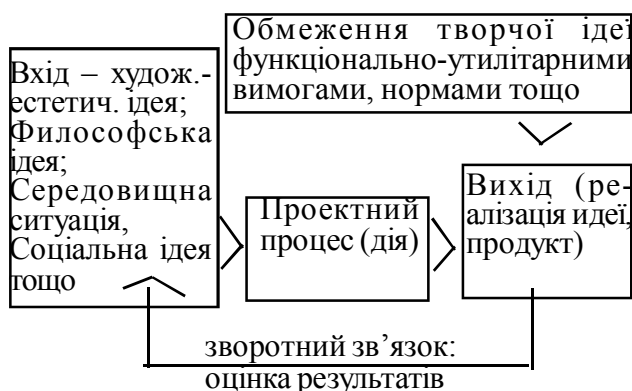 Обмеження творчої ідеї
функціонально-утилітарними
вимогами, нормами тощо
Вхід – худож.-
естетич. ідея;
Философська
ідея;
Середовищна
ситуація,
Соціальна ідея
тощо
Проектний
процес (дія)
Вихід (ре-
алізація идеї,
продукт)
зворотний зв’язок:
оцінка результатів